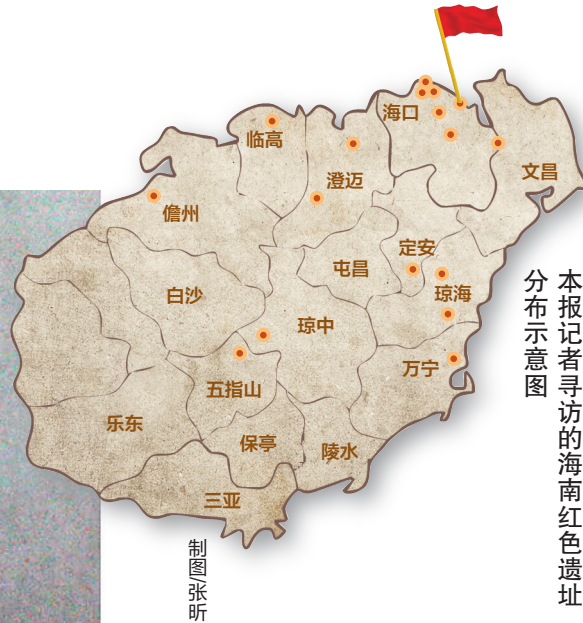 本报记者寻访的海南红色遗址
分布示意图
海口
临高
文昌
澄迈
儋州
定安
屯昌
琼海
白沙
琼中
万宁
五指山
乐东
保亭
陵水
三亚
制图/张昕